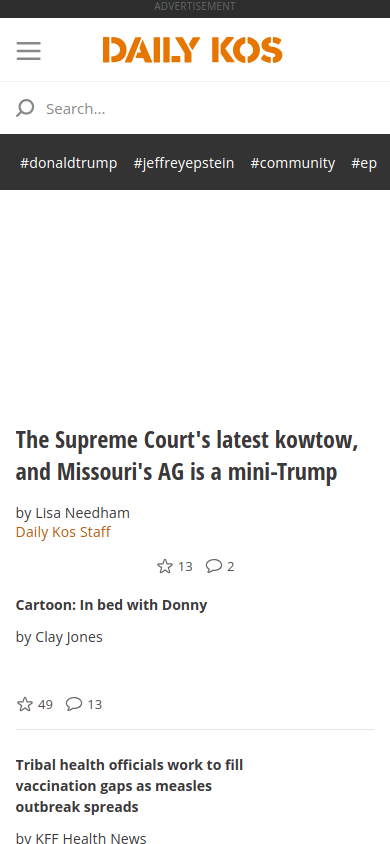 ADVERTISEMENT
DAILY KOS
Search...
#donaldtrump #jeffreyepstein #community #ep
The Supreme Court's latest kowtow,
and Missouri's AG is a mini-Trump
by Lisa Needham
Daily Kos Staff
13 2
Cartoon: In bed with Donny
by Clay Jones
49 13
Tribal health officials work to fill
vaccination gaps as measles
outbreak spreads
by KFF Health News